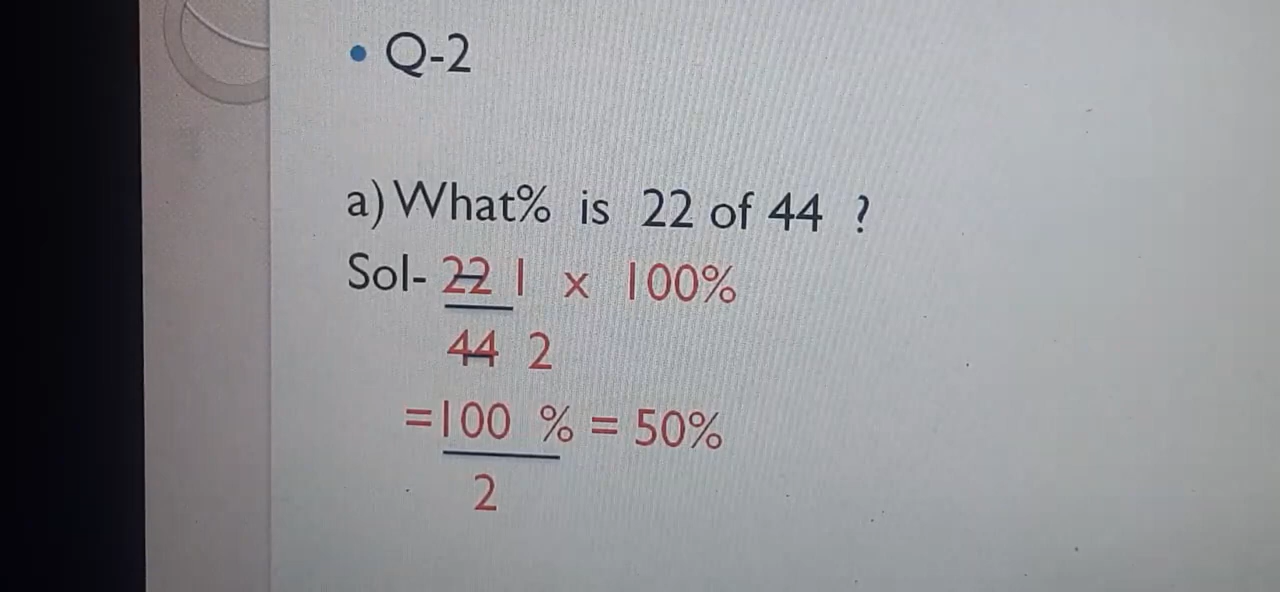 • Q-2
a) What% is 22 of 44 ?
Sol- 22 1 x 100%
44 2
=100 % = 50%
2